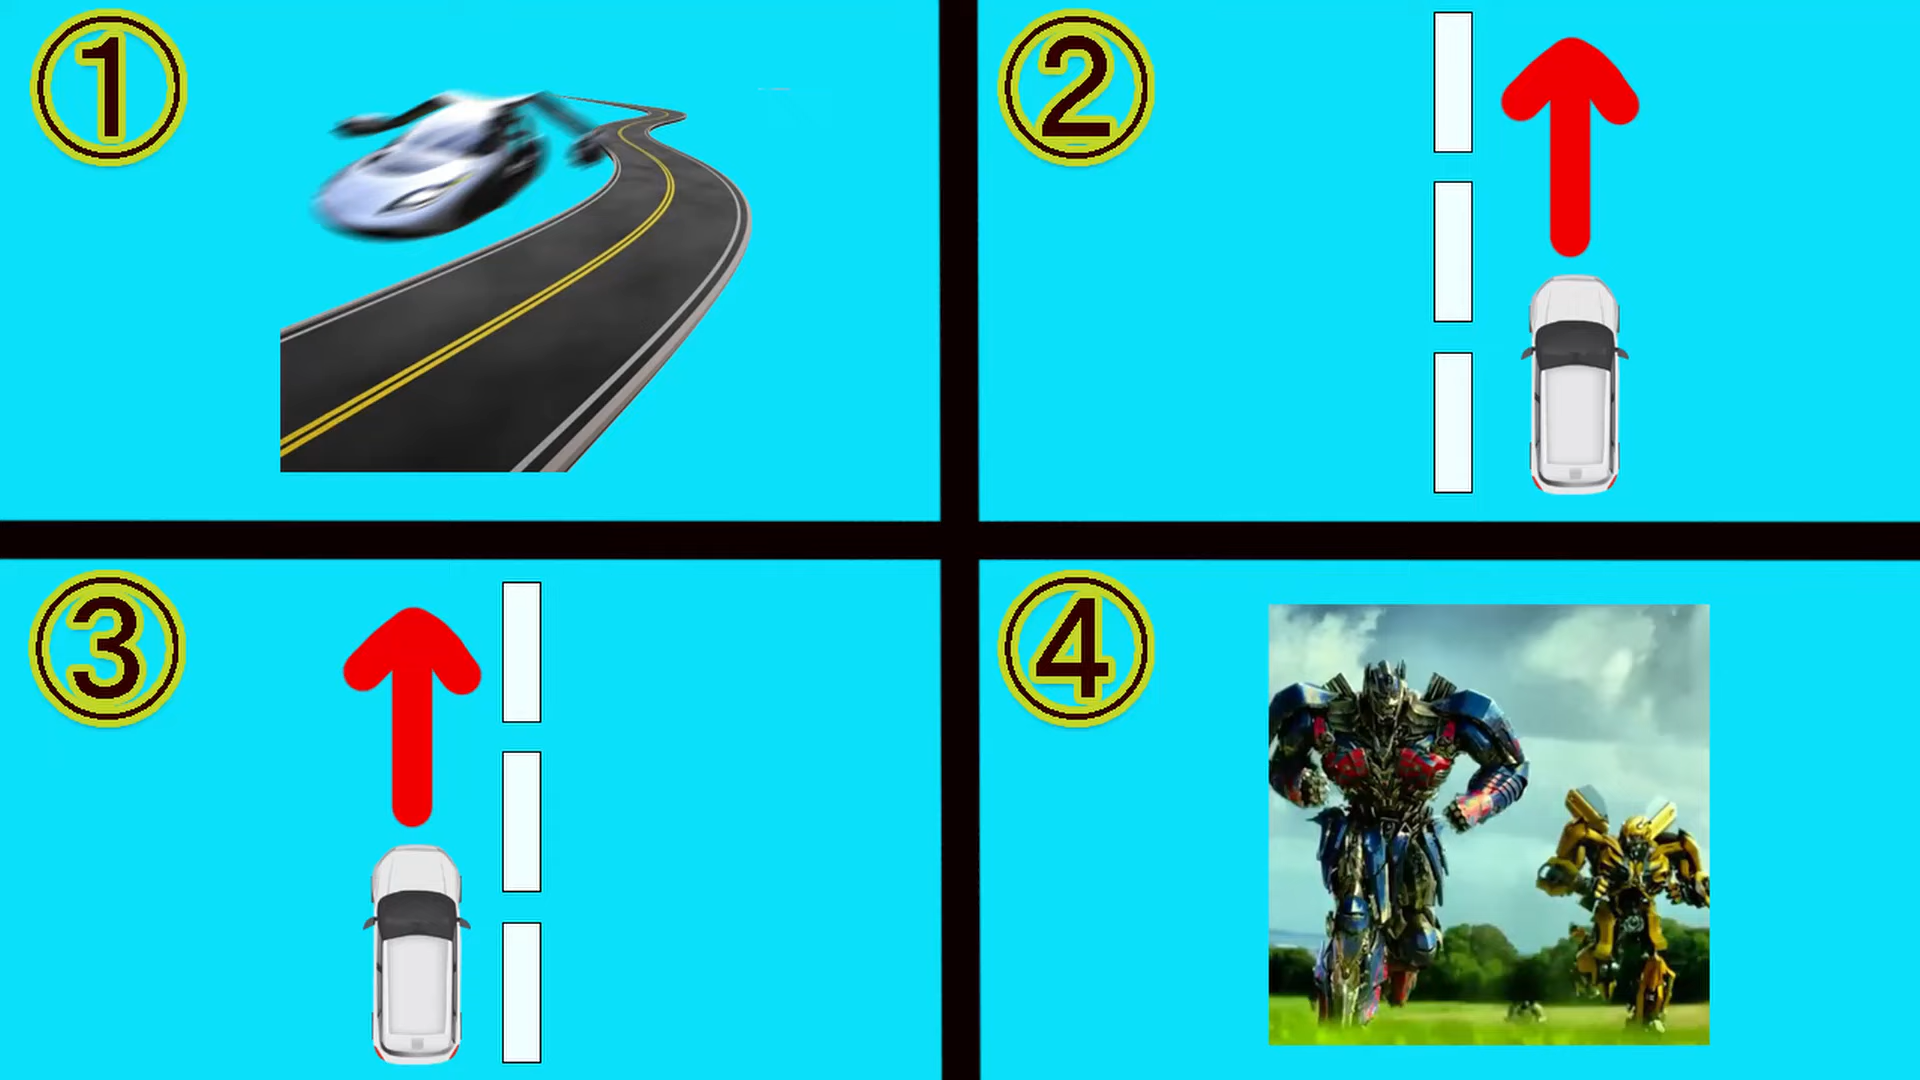 ①
②
③
④